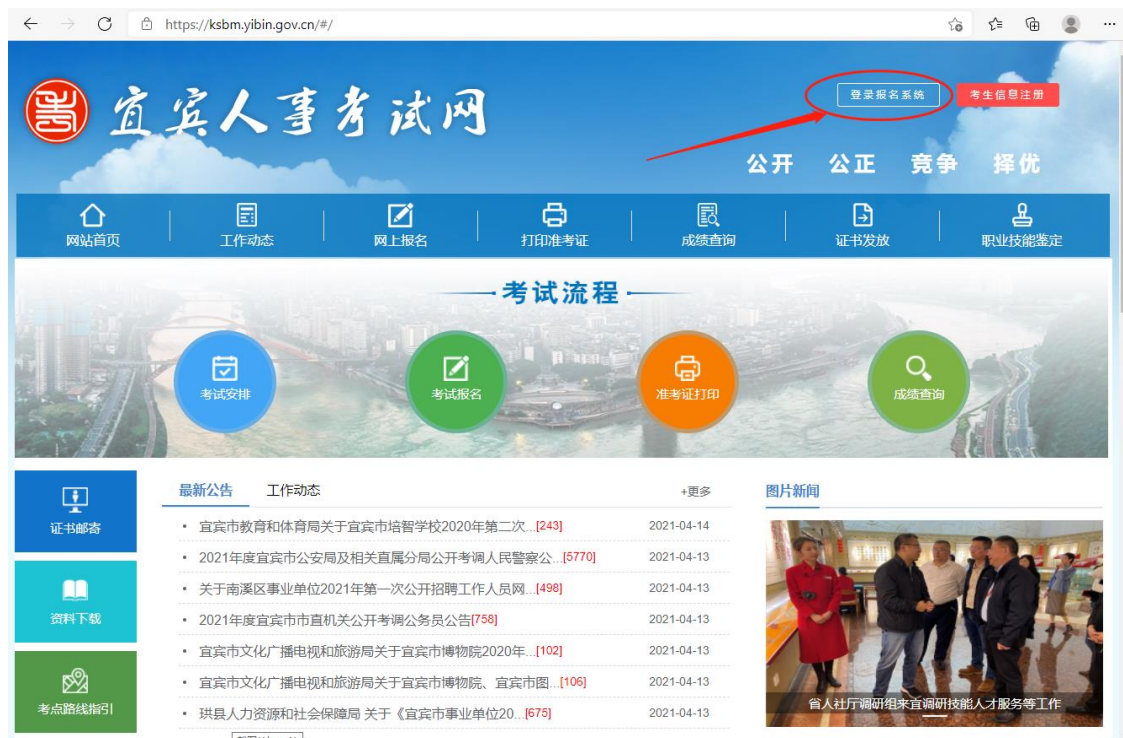 https://ksbm.yibin.gov.cn/#/
考
宜宾人事考试网
登录报名系统
考生信息注册
公开 公正 竞争 择优
网站首页
工作动态
网上报名
打印准考证
成绩查询
证书发放
职业技能鉴定
考试流程
考试安排
考试报名
准考证打印
成绩查询
证书邮寄
资料下载
考点路线指引
最新公告 工作动态 +更多
• 宜宾市教育和体育局关于宜宾市培智学校2020年第二次...[243] 2021-04-14
• 2021年度宜宾市公安局及相关直属分局公开考调人民警察公...[5770] 2021-04-13
• 关于南溪区事业单位2021年第一次公开招聘工作人员网...[498] 2021-04-13
• 2021年度宜宾市市直机关公开考调公务员公告[758] 2021-04-13
• 宜宾市文化广播电视和旅游局关于宜宾市博物院2020年...[102] 2021-04-13
• 宜宾市文化广播电视和旅游局关于宜宾市博物院、宜宾市图...[106] 2021-04-13
• 珙县人力资源和社会保障局 关于《宜宾市事业单位20...[675] 2021-04-13
图片新闻
省人社厅调研组来宜调研技能人才服务等工作